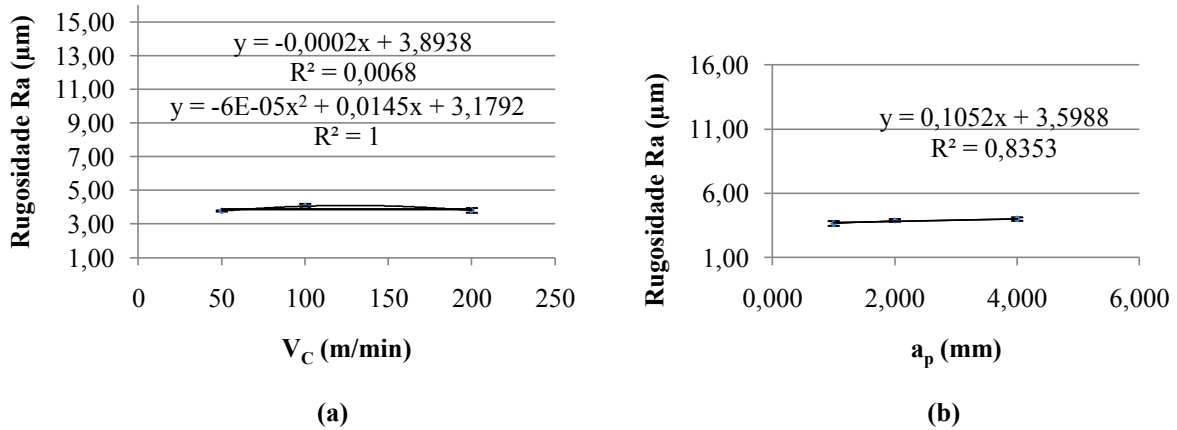 15,00
13,00
11,00
9,00
7,00
5,00
3,00
1,00
Rugosidade Ra (µm)
y = -0,0002x + 3,8938
R² = 0,0068
y = -6E-05x² + 0,0145x + 3,1792
R² = 1
0 50 100 150 200 250
V_C (m/min)
(a)
16,00
11,00
6,00
1,00
Rugosidade Ra (µm)
y = 0,1052x + 3,5988
R² = 0,8353
0,000 2,000 4,000 6,000
a_p (mm)
(b)